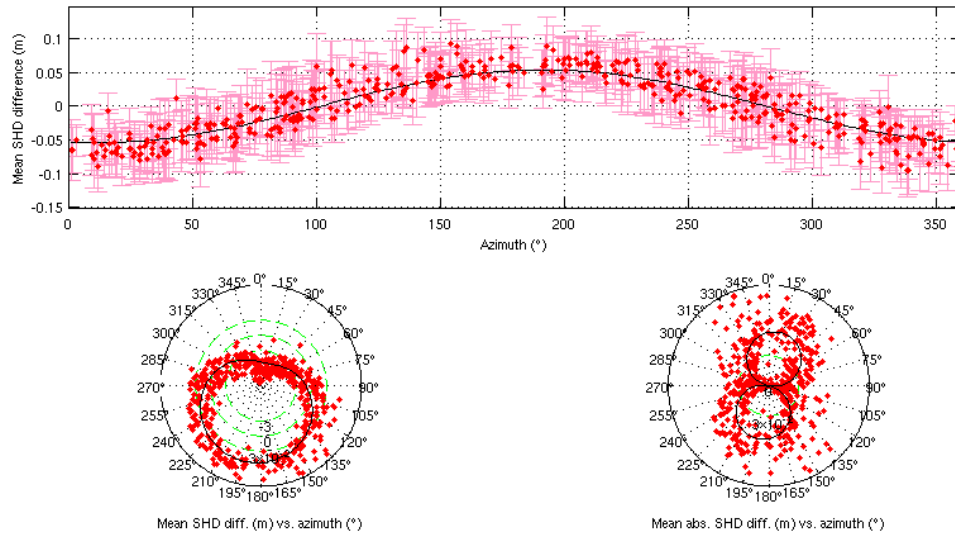 0.1
0.05
0
-0.05
-0.1
-0.15
Mean SHD difference (m)
0 50 100 150 200 250 300 350
Azimuth (°)
0° 15° 30° 45° 60° 75° 90° 105° 120° 135° 150° 165° 180° 195° 210° 225° 240° 255° 270° 285° 300° 315° 330° 345°
-3
0
Mean SHD diff. (m) vs. azimuth (°)
0° 15° 30° 45° 60° 75° 90° 105° 120° 135° 150° 165° 180° 195° 210° 225° 240° 255° 270° 285° 300° 315° 330° 345°
0
Mean abs. SHD diff. (m) vs. azimuth (°)